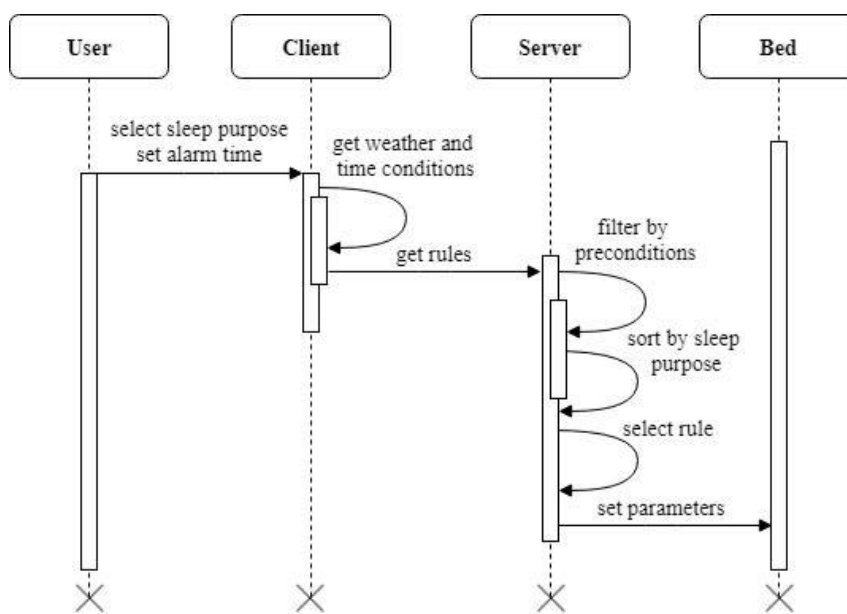 User
Client
Server
Bed
select sleep purpose
set alarm time
get weather and
time conditions
filter by
preconditions
get rules
sort by sleep
purpose
select rule
set parameters